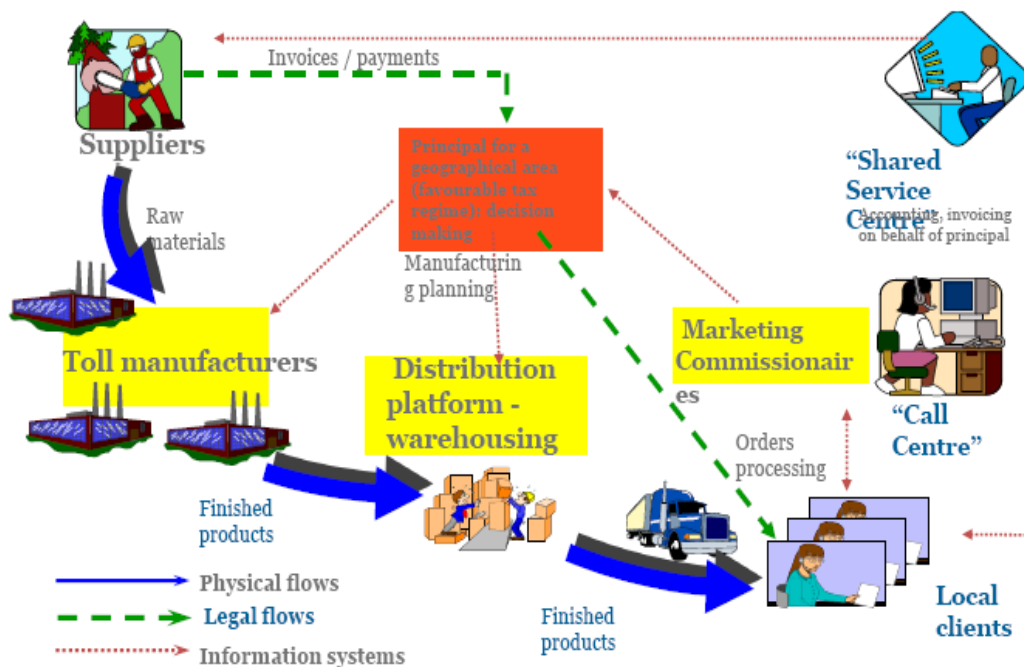 Invoices / payments
Suppliers
Principal for a
geographical area
(favourable tax
regime): decision
making
“Shared
Service
Centre”
Accounting, invoicing
on behalf of principal
Raw
materials
Manufacturin
g planning
Toll manufacturers
Distribution
platform -
warehousing
Marketing
Commissionair
es
“Call
Centre”
Orders
processing
Finished
products
Finished
products
Local
clients
Physical flows
Legal flows
Information systems